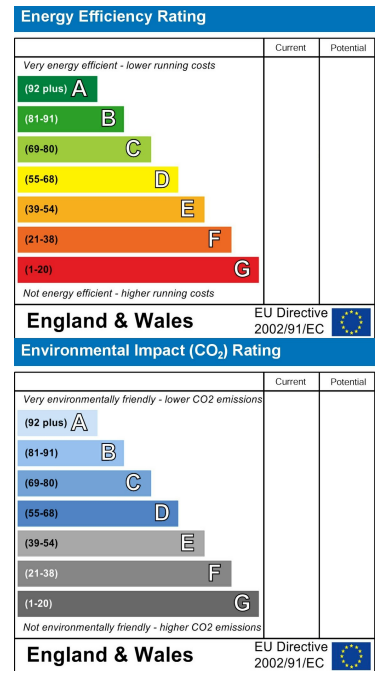 Energy Efficiency Rating
Current Potential
Very energy efficient - lower running costs
(92 plus) A
(81-91) B
(69-80) C
(55-68) D
(39-54) E
(21-38) F
(1-20) G
Not energy efficient - higher running costs
England & Wales
EU Directive
2002/91/EC
Environmental Impact (CO₂) Rating
Current Potential
Very environmentally friendly - lower CO2 emissions
(92 plus) A
(81-91) B
(69-80) C
(55-68) D
(39-54) E
(21-38) F
(1-20) G
Not environmentally friendly - higher CO2 emissions
England & Wales
EU Directive
2002/91/EC